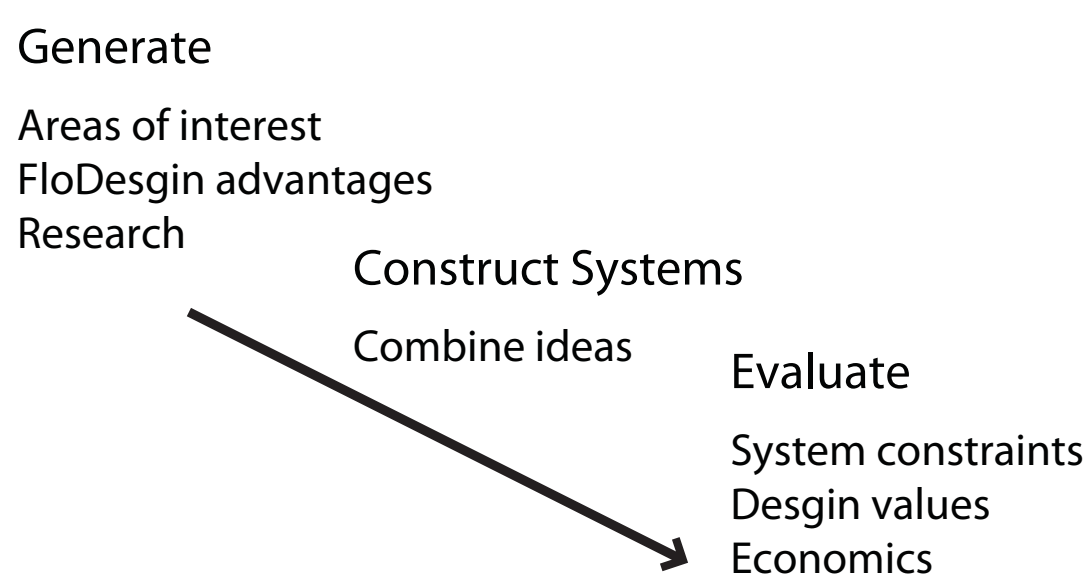 Generate
Areas of interest
FloDesgin advantages
Research
Construct Systems
Combine ideas
Evaluate
System constraints
Desgin values
Economics